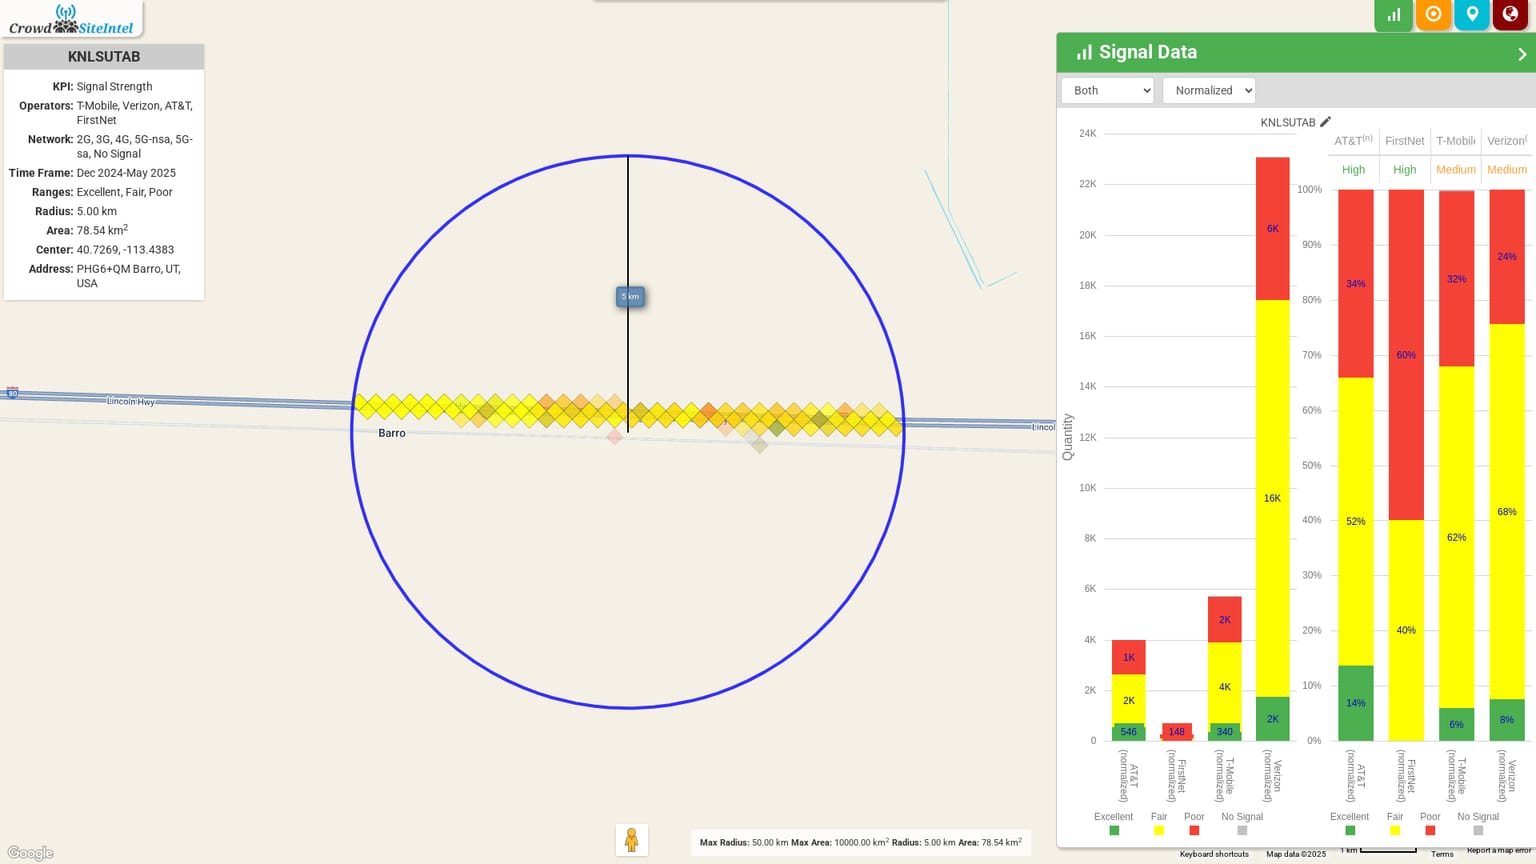 Crowd SiteIntel
KNLSUTAB
KPI: Signal Strength
Operators: T-Mobile, Verizon, AT&T,
FirstNet
Network: 2G, 3G, 4G, 5G-nsa, 5G-
sa, No Signal
Time Frame: Dec 2024-May 2025
Ranges: Excellent, Fair, Poor
Radius: 5.00 km
Area: 78.54 km²
Center: 40.7269, -113.4383
Address: PHG6+QM Barro, UT,
USA
5 km
80
Lincoln Hwy
Barro
Lincol
Google
Max Radius: 50.00 km Max Area: 10000.00 km² Radius: 5.00 km Area: 78.54 km²
Signal Data
Both
Normalized
KNLSUTAB
24K
22K
20K
18K
16K
14K
12K
10K
8K
6K
4K
2K
0
Quantity
1K
2K
546
148
2K
4K
340
6K
16K
2K
AT&T (normalized)
FirstNet (normalized)
T-Mobile (normalized)
Verizon (normalized)
Excellent
Fair
Poor
No Signal
AT&T(n)
FirstNet
T-Mobile
Verizon(
High
High
Medium
Medium
100%
90%
80%
70%
60%
50%
40%
30%
20%
10%
0%
34%
52%
14%
60%
40%
32%
62%
6%
24%
68%
8%
AT&T (normalized)
FirstNet (normalized)
T-Mobile (normalized)
Verizon (normalized)
Excellent
Fair
Poor
No Signal
Keyboard shortcuts
Map data ©2025
1 km
Terms
Report a map error